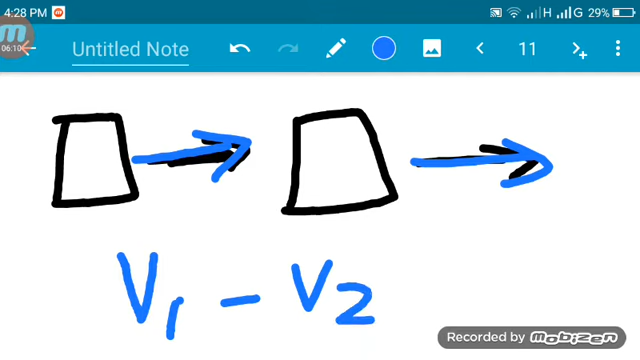 4:28 PM H G 29%
06:10 Untitled Note 11
V₁ - V₂
Recorded by mobizen